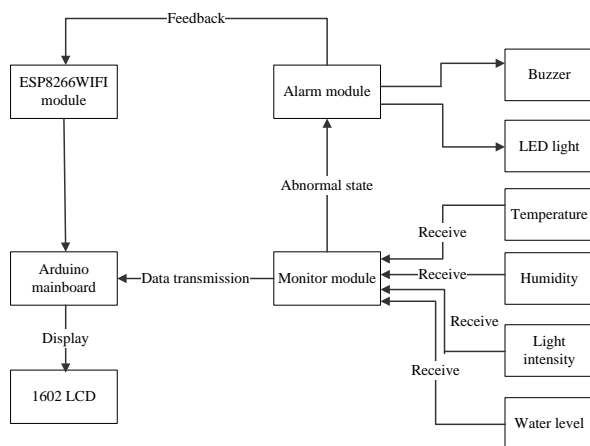 Feedback
ESP8266WIFI
module
Alarm module
Buzzer
LED light
Abnormal state
Temperature
Receive
Arduino
mainboard
Data transmission
Monitor module
Receive
Humidity
Receive
Display
Light
intensity
Receive
1602 LCD
Water level